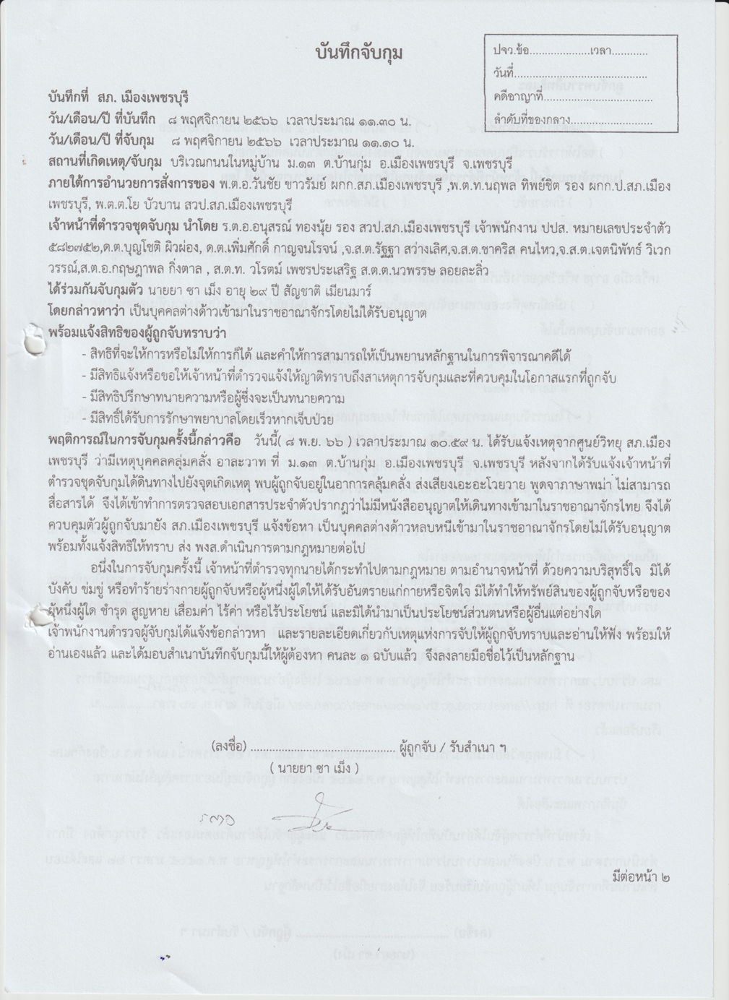 บันทึกจับกุม
ปจว.ข้อ....................เวลา............
วันที่............................................
คดีอาญาที่....................................
ลำดับที่ของกลาง...........................
บันทึกที่ สภ. เมืองเพชรบุรี
วัน/เดือน/ปี ที่บันทึก ๘ พฤศจิกายน ๒๕๖๖ เวลาประมาณ ๑๑.๓๐ น.
วัน/เดือน/ปี ที่จับกุม ๘ พฤศจิกายน ๒๕๖๖ เวลาประมาณ ๑๑.๑๐ น.
สถานที่เกิดเหตุ/จับกุม บริเวณถนนในหมู่บ้าน ม.๑๓ ต.บ้านกุ่ม อ.เมืองเพชรบุรี จ.เพชรบุรี
ภายใต้การอำนวยการสั่งการของ พ.ต.อ.วันชัย ขาวรัมย์ ผกก.สภ.เมืองเพชรบุรี ,พ.ต.ท.นฤพล ทิพย์ชิต รอง ผกก.ป.สภ.เมือง
เพชรบุรี, พ.ต.ต.โย บัวบาน สวป.สภ.เมืองเพชรบุรี
เจ้าหน้าที่ตำรวจชุดจับกุม นำโดย ร.ต.อ.อนุสรณ์ ทองนุ้ย รอง สวป.สภ.เมืองเพชรบุรี เจ้าพนักงาน ปปส. หมายเลขประจำตัว
๕๘๒๗๕๒,ด.ต.บุญโชติ ผิวผ่อง, ด.ต.เพิ่มศักดิ์ กาญจนโรจน์ ,จ.ส.ต.รัฐฐา สว่างเลิศ,จ.ส.ต.ชาคริส คนไหว,จ.ส.ต.เจตนิพัทธ์ วิเวก
วรรณ์,ส.ต.อ.กฤษฎาพล กิ่งตาล , ส.ต.ท. วโรตม์ เพชรประเสริฐ ส.ต.ต.นวพรรษ ลอยละลิ่ว
ได้ร่วมกันจับกุมตัว นายยา ซา เม็ง อายุ ๒๙ ปี สัญชาติ เมียนมาร์
โดยกล่าวหาว่า เป็นบุคคลต่างด้าวเข้ามาในราชอาณาจักรโดยไม่ได้รับอนุญาต
พร้อมแจ้งสิทธิของผู้ถูกจับทราบว่า
- สิทธิที่จะให้การหรือไม่ให้การก็ได้ และคำให้การสามารถให้เป็นพยานหลักฐานในการพิจารณาคดีได้
- มีสิทธิแจ้งหรือขอให้เจ้าหน้าที่ตำรวจแจ้งให้ญาติทราบถึงสาเหตุการจับกุมและที่ควบคุมในโอกาสแรกที่ถูกจับ
- มีสิทธิปรึกษาทนายความหรือผู้ซึ่งจะเป็นทนายความ
- มีสิทธิ์ได้รับการรักษาพยาบาลโดยเร็วหากเจ็บป่วย
พฤติการณ์ในการจับกุมครั้งนี้กล่าวคือ วันนี้( ๘ พ.ย. ๖๖ ) เวลาประมาณ ๑๐.๕๙ น. ได้รับแจ้งเหตุจากศูนย์วิทยุ สภ.เมือง
เพชรบุรี ว่ามีเหตุบุคคลคลุ่มคลั่ง อาละวาท ที่ ม.๑๓ ต.บ้านกุ่ม อ.เมืองเพชรบุรี จ.เพชรบุรี หลังจากได้รับแจ้งเจ้าหน้าที่
ตำรวจชุดจับกุมได้ดินทางไปยังจุดเกิดเหตุ พบผู้ถูกจับอยู่ในอาการคลุ้มคลั่ง ส่งเสียงเอะอะโวยวาย พูดจาภาษาพม่า ไม่สามารถ
สื่อสารได้ จึงได้เข้าทำการตรวจสอบเอกสารประจำตัวปรากฎว่าไม่มีหนังสืออนุญาตให้เดินทางเข้ามาในราชอาณาจักรไทย จึงได้
ควบคุมตัวผู้ถูกจับมายัง สภ.เมืองเพชรบุรี แจ้งข้อหา เป็นบุคคลต่างด้าวหลบหนีเข้ามาในราชอาณาจักรโดยไม่ได้รับอนุญาต
พร้อมทั้งแจ้งสิทธิให้ทราบ ส่ง พงส.ดำเนินการตามกฎหมายต่อไป
อนึ่งในการจับกุมครั้งนี้ เจ้าหน้าที่ตำรวจทุกนายได้กระทำไปตามกฎหมาย ตามอำนาจหน้าที่ ด้วยความบริสุทธิ์ใจ มิได้
บังคับ ข่มขู่ หรือทำร้ายร่างกายผู้ถูกจับหรือผู้หนึ่งผู้ใดให้ได้รับอันตรายแก่กายหรือจิตใจ มิได้ทำให้ทรัพย์สินของผู้ถูกจับหรือของ
ผู้หนึ่งผู้ใด ชำรุด สูญหาย เสื่อมค่า ไร้ค่า หรือไร้ประโยชน์ และมิได้นำมาเป็นประโยชน์ส่วนตนหรือผู้อื่นแต่อย่างใด
เจ้าพนักงานตำรวจผู้จับกุมได้แจ้งข้อกล่าวหา และรายละเอียดเกี่ยวกับเหตุแห่งการจับให้ผู้ถูกจับทราบและอ่านให้ฟัง พร้อมให้
อ่านเองแล้ว และได้มอบสำเนาบันทึกจับกุมนี้ให้ผู้ต้องหา คนละ ๑ ฉบับแล้ว จึงลงลายมือชื่อไว้เป็นหลักฐาน
(ลงชื่อ) ............................................. ผู้ถูกจับ / รับสำเนา ฯ
( นายยา ซา เม็ง )
มีต่อหน้า ๒